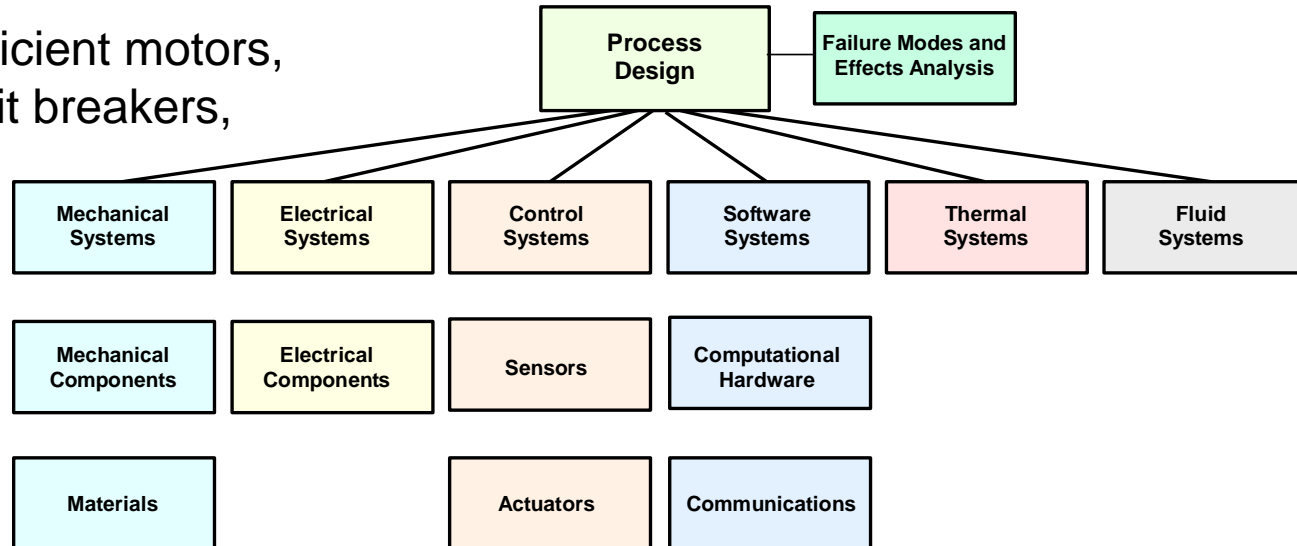 icient motors,
it breakers,
Process
Design
Failure Modes and
Effects Analysis
Mechanical
Systems
Electrical
Systems
Control
Systems
Software
Systems
Thermal
Systems
Fluid
Systems
Mechanical
Components
Electrical
Components
Sensors
Computational
Hardware
Materials
Actuators
Communications